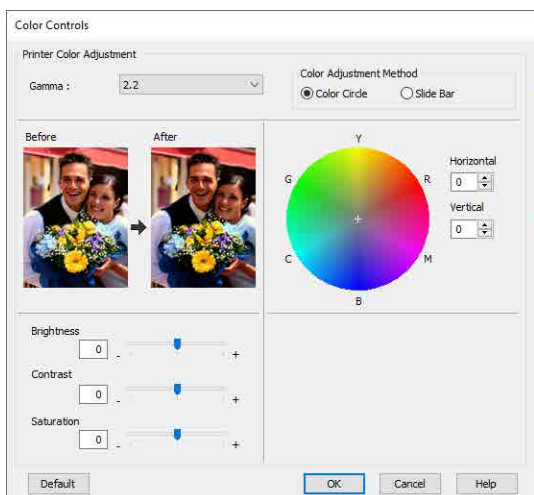 Color Controls
Printer Color Adjustment
Gamma :
2.2
Color Adjustment Method
Color Circle
Slide Bar
Before
After
Y
G
R
C
M
B
Horizontal
0
Vertical
0
Brightness
0
-
+
Contrast
0
-
+
Saturation
0
-
+
Default
OK
Cancel
Help